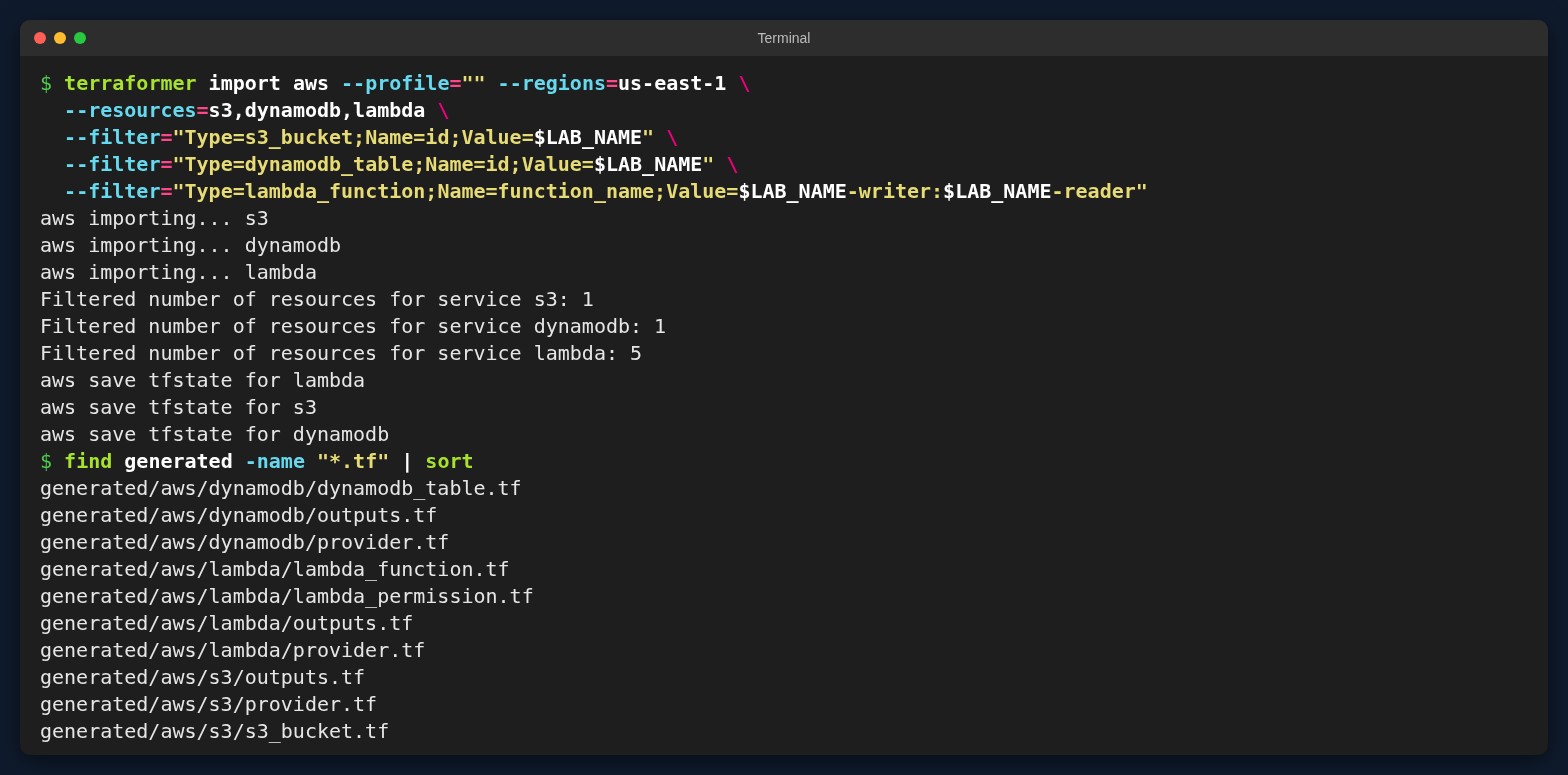 Terminal
$ terraformer import aws --profile="" --regions=us-east-1 \
  --resources=s3,dynamodb,lambda \
  --filter="Type=s3_bucket;Name=id;Value=$LAB_NAME" \
  --filter="Type=dynamodb_table;Name=id;Value=$LAB_NAME" \
  --filter="Type=lambda_function;Name=function_name;Value=$LAB_NAME-writer:$LAB_NAME-reader"
aws importing... s3
aws importing... dynamodb
aws importing... lambda
Filtered number of resources for service s3: 1
Filtered number of resources for service dynamodb: 1
Filtered number of resources for service lambda: 5
aws save tfstate for lambda
aws save tfstate for s3
aws save tfstate for dynamodb
$ find generated -name "*.tf" | sort
generated/aws/dynamodb/dynamodb_table.tf
generated/aws/dynamodb/outputs.tf
generated/aws/dynamodb/provider.tf
generated/aws/lambda/lambda_function.tf
generated/aws/lambda/lambda_permission.tf
generated/aws/lambda/outputs.tf
generated/aws/lambda/provider.tf
generated/aws/s3/outputs.tf
generated/aws/s3/provider.tf
generated/aws/s3/s3_bucket.tf